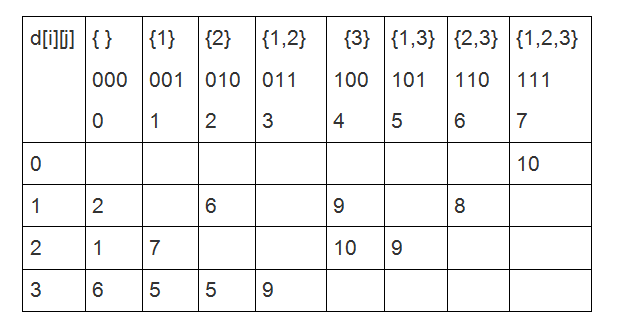 d[i][j] { } {1} {2} {1,2} {3} {1,3} {2,3} {1,2,3}
000 001 010 011 100 101 110 111
0 1 2 3 4 5 6 7
0 10
1 2 6 9 8
2 1 7 10 9
3 6 5 5 9